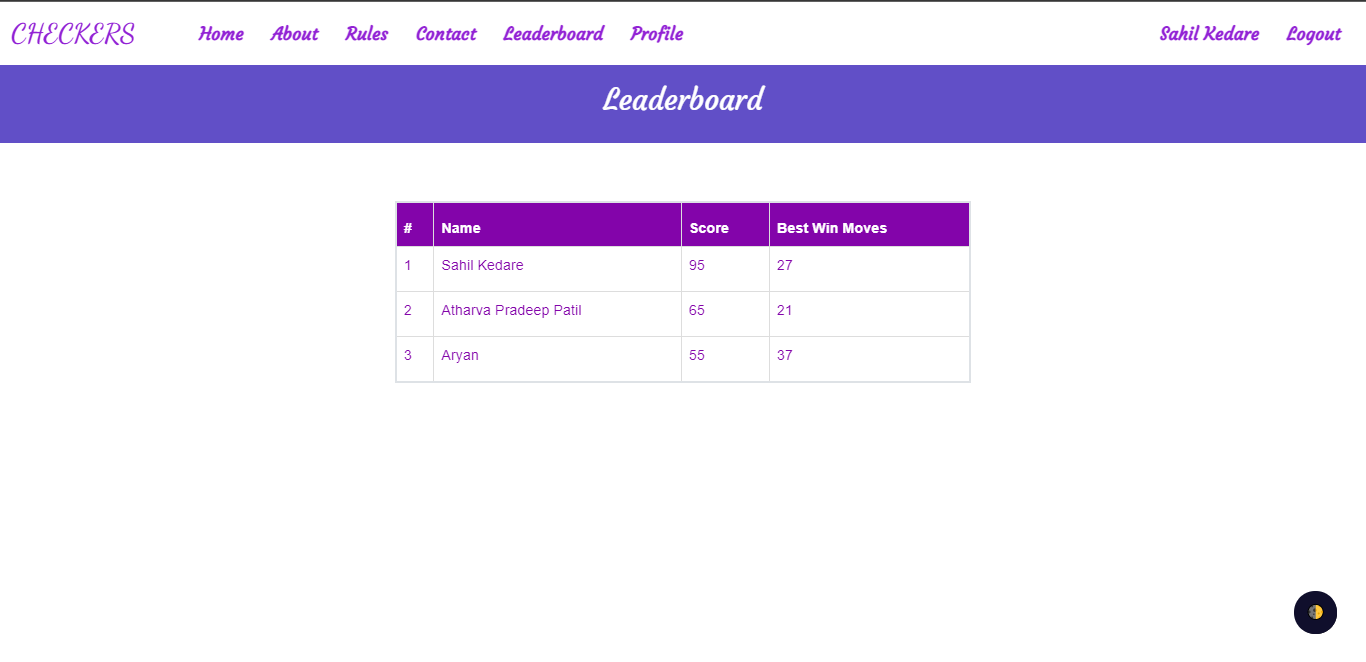 CHECKERS Home About Rules Contact Leaderboard Profile Sahil Kedare Logout
Leaderboard
# Name Score Best Win Moves
1 Sahil Kedare 95 27
2 Atharva Pradeep Patil 65 21
3 Aryan 55 37